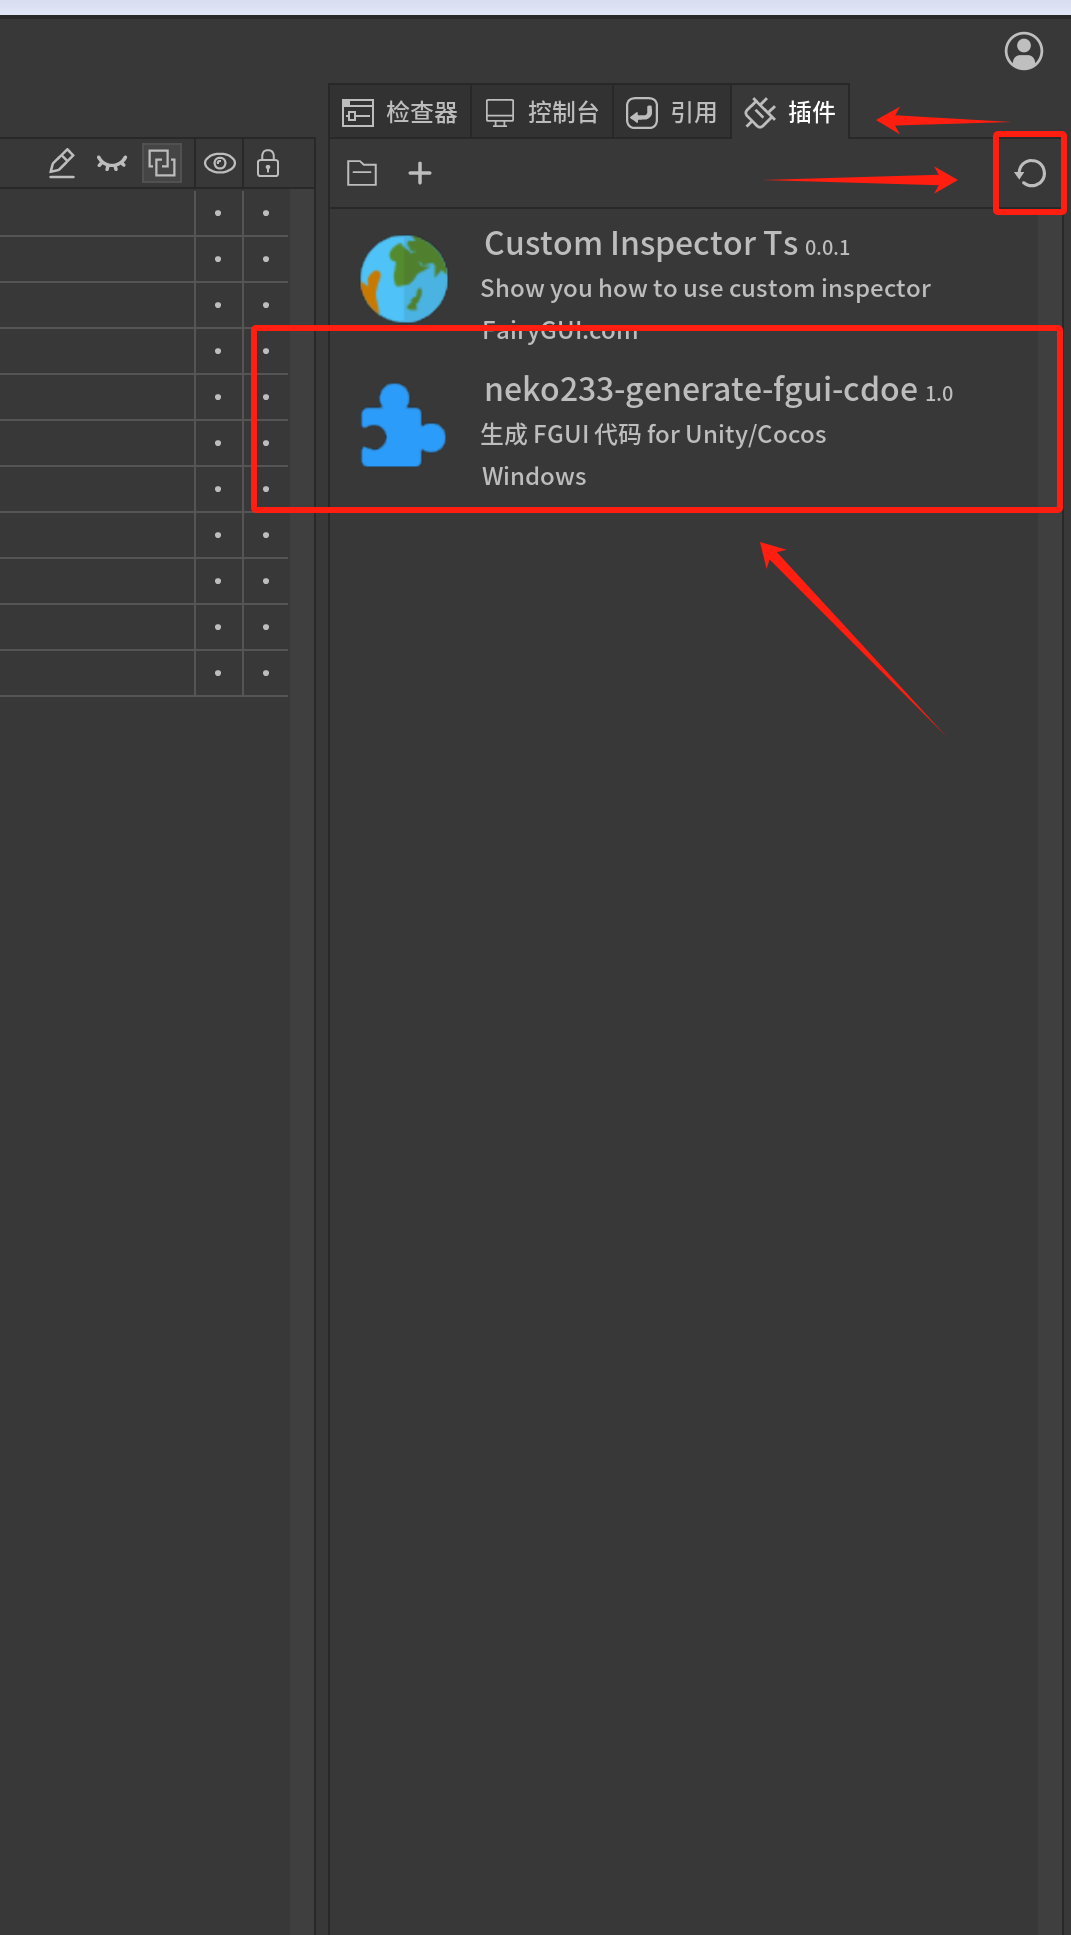 检查器 控制台 引用 插件
Custom Inspector Ts 0.0.1
Show you how to use custom inspector
FairyGUI.com
neko233-generate-fgui-cdoe 1.0
生成 FGUI 代码 for Unity/Cocos
Windows